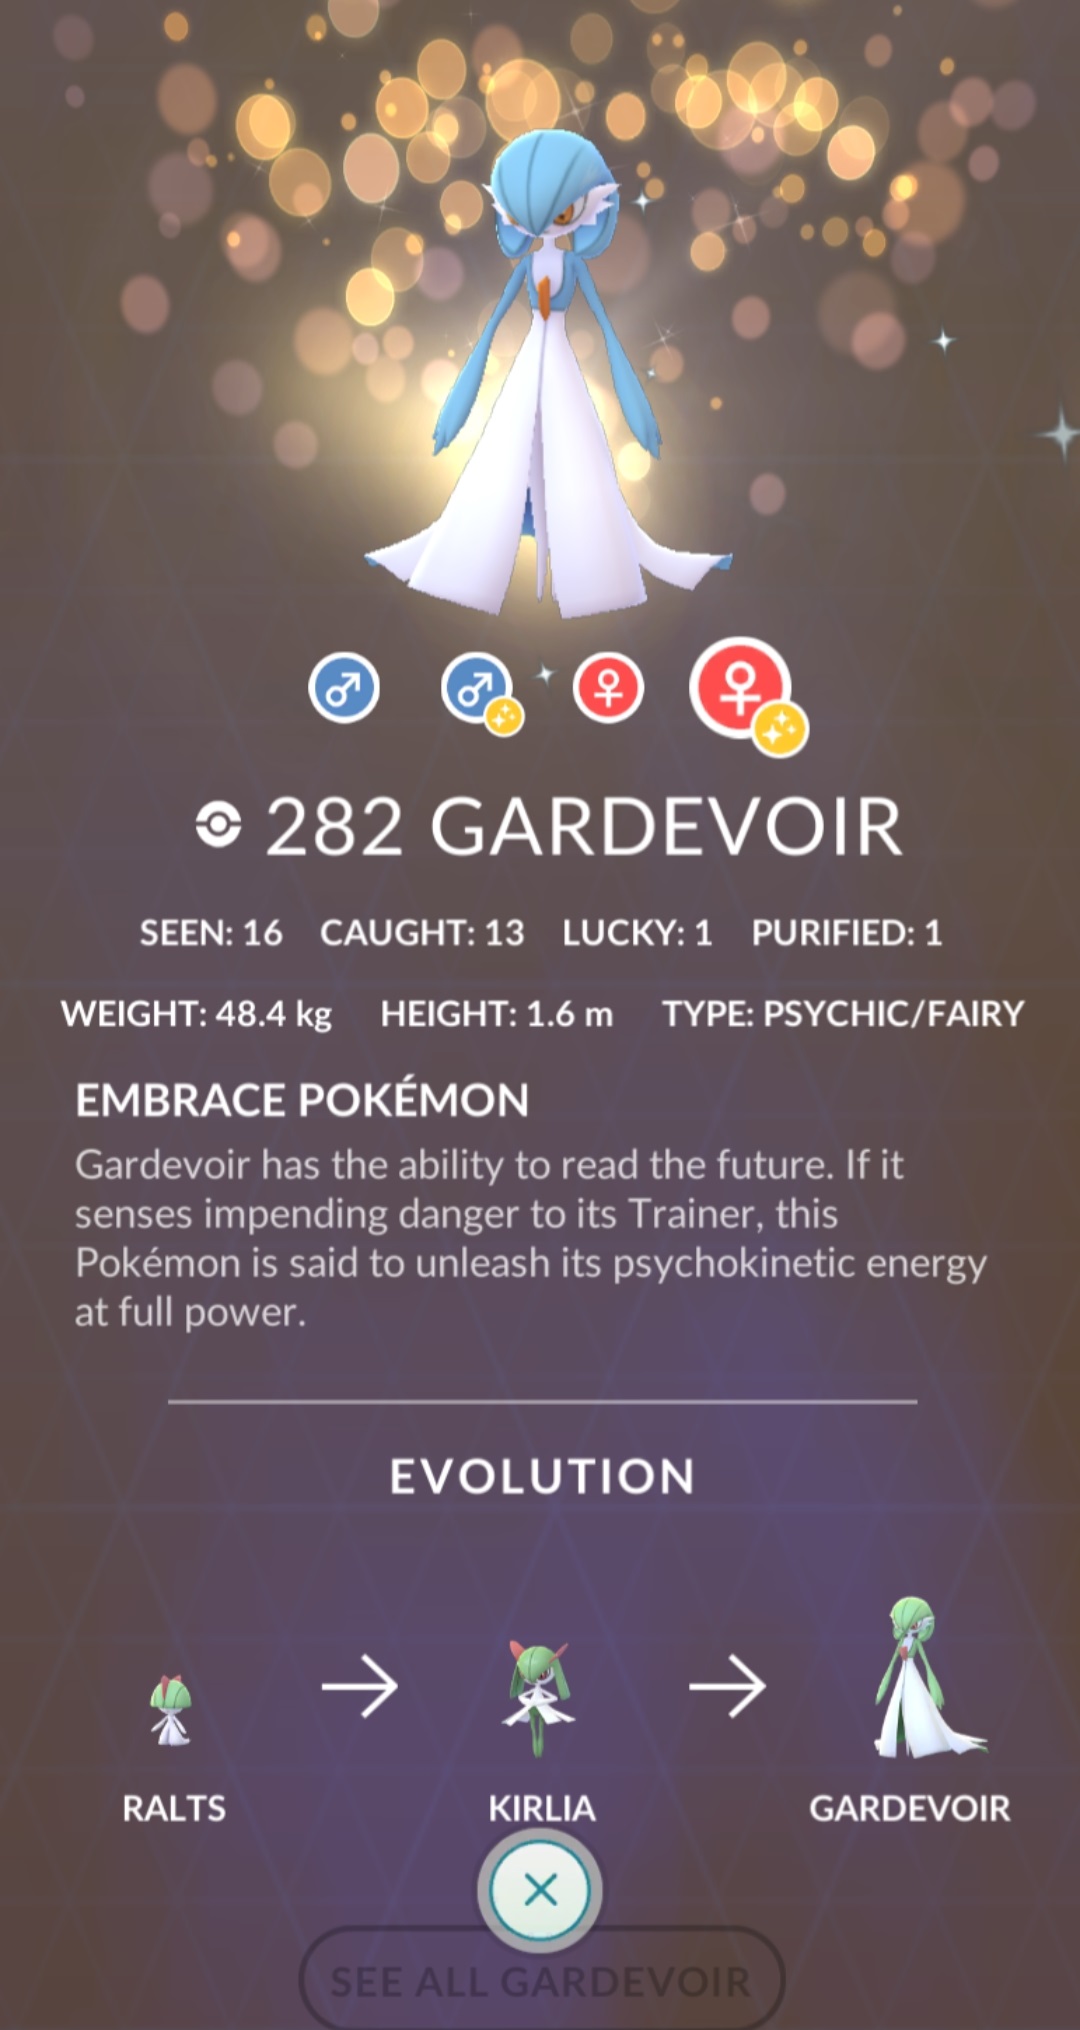 282 GARDEVOIR
SEEN: 16 CAUGHT: 13 LUCKY: 1 PURIFIED: 1
WEIGHT: 48.4 kg HEIGHT: 1.6 m TYPE: PSYCHIC/FAIRY
EMBRACE POKÉMON
Gardevoir has the ability to read the future. If it
senses impending danger to its Trainer, this
Pokémon is said to unleash its psychokinetic energy
at full power.
EVOLUTION
RALTS KIRLIA GARDEVOIR
SEE ALL GARDEVOIR